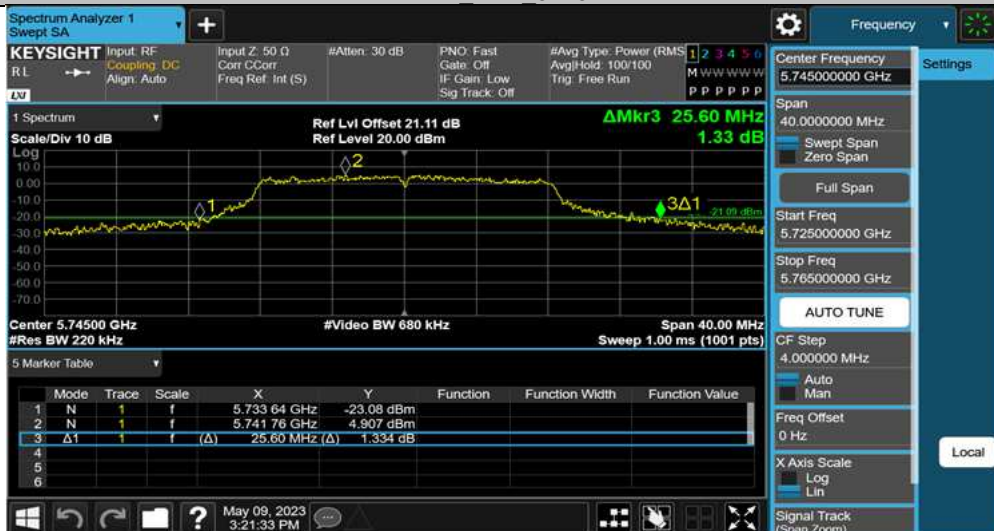 Spectrum Analyzer 1
Swept SA
+
Frequency
KEYSIGHT
RL
LXI
Input: RF
Coupling: DC
Align: Auto
Input Z: 50 Ω
Corr CCorr
Freq Ref: Int (S)
#Atten: 30 dB
PNO: Fast
Gate: Off
IF Gain: Low
Sig Track: Off
#Avg Type: Power (RMS
Avg|Hold: 100/100
Trig: Free Run
1 2 3 4 5 6
M W W W W W
P P P P P P
1 Spectrum
Scale/Div 10 dB
Ref Lvl Offset 21.11 dB
Ref Level 20.00 dBm
ΔMkr3 25.60 MHz
1.33 dB
Log
10.0
0.00
-10.0
-20.0
-30.0
-40.0
-50.0
-60.0
-70.0
1
2
3Δ1
-21.09 dBm
Center 5.74500 GHz
#Res BW 220 kHz
#Video BW 680 kHz
Span 40.00 MHz
Sweep 1.00 ms (1001 pts)
5 Marker Table
Mode Trace Scale X Y Function Function Width Function Value
1 N 1 f 5.733 64 GHz -23.08 dBm
2 N 1 f 5.741 76 GHz 4.907 dBm
3 Δ1 1 f (Δ) 25.60 MHz (Δ) 1.334 dB
4
5
6
Center Frequency
5.745000000 GHz
Span
40.0000000 MHz
Swept Span
Zero Span
Full Span
Start Freq
5.725000000 GHz
Stop Freq
5.765000000 GHz
AUTO TUNE
CF Step
4.000000 MHz
Auto
Man
Freq Offset
0 Hz
X Axis Scale
Log
Lin
Signal Track
(Span Zoom)
Settings
Local
?
May 09, 2023
3:21:33 PM